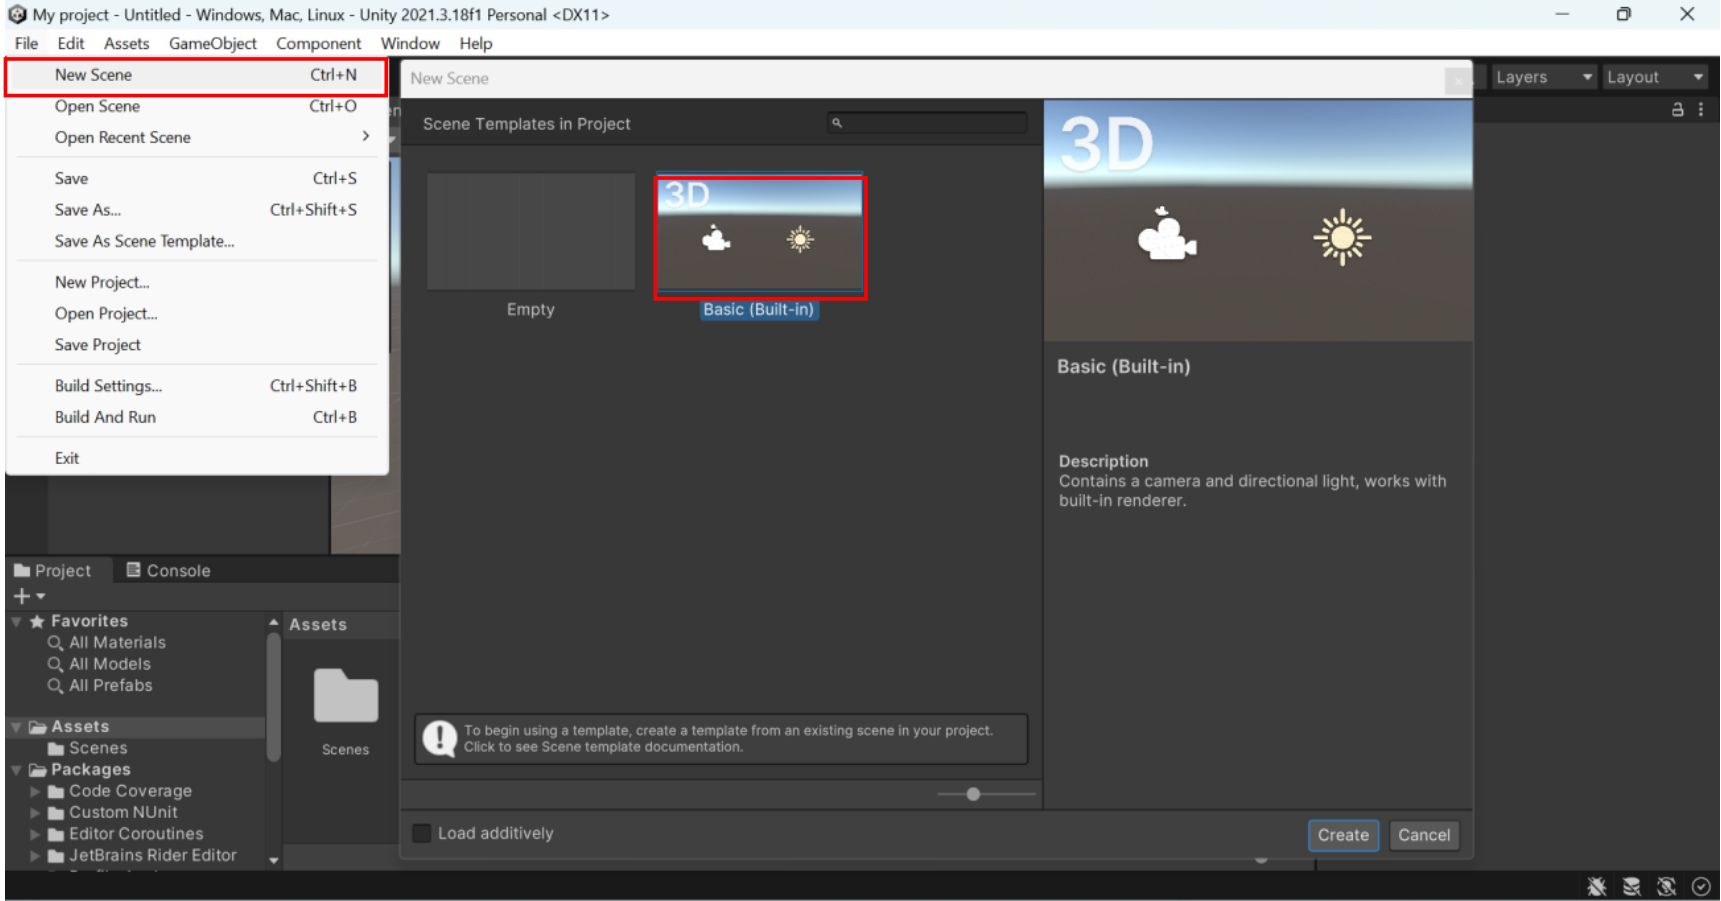 My project - Untitled - Windows, Mac, Linux - Unity 2021.3.18f1 Personal <DX11>
File Edit Assets GameObject Component Window Help
New Scene Ctrl+N
Open Scene Ctrl+O
Open Recent Scene
Save Ctrl+S
Save As... Ctrl+Shift+S
Save As Scene Template...
New Project...
Open Project...
Save Project
Build Settings... Ctrl+Shift+B
Build And Run Ctrl+B
Exit
New Scene
Layers Layout
Scene Templates in Project
3D
Empty
Basic (Built-in)
3D
Basic (Built-in)
Description
Contains a camera and directional light, works with
built-in renderer.
To begin using a template, create a template from an existing scene in your project.
Click to see Scene template documentation.
Load additively
Create Cancel
Project Console
Favorites
All Materials
All Models
All Prefabs
Assets
Scenes
Packages
Code Coverage
Custom NUnit
Editor Coroutines
JetBrains Rider Editor
Assets
Scenes